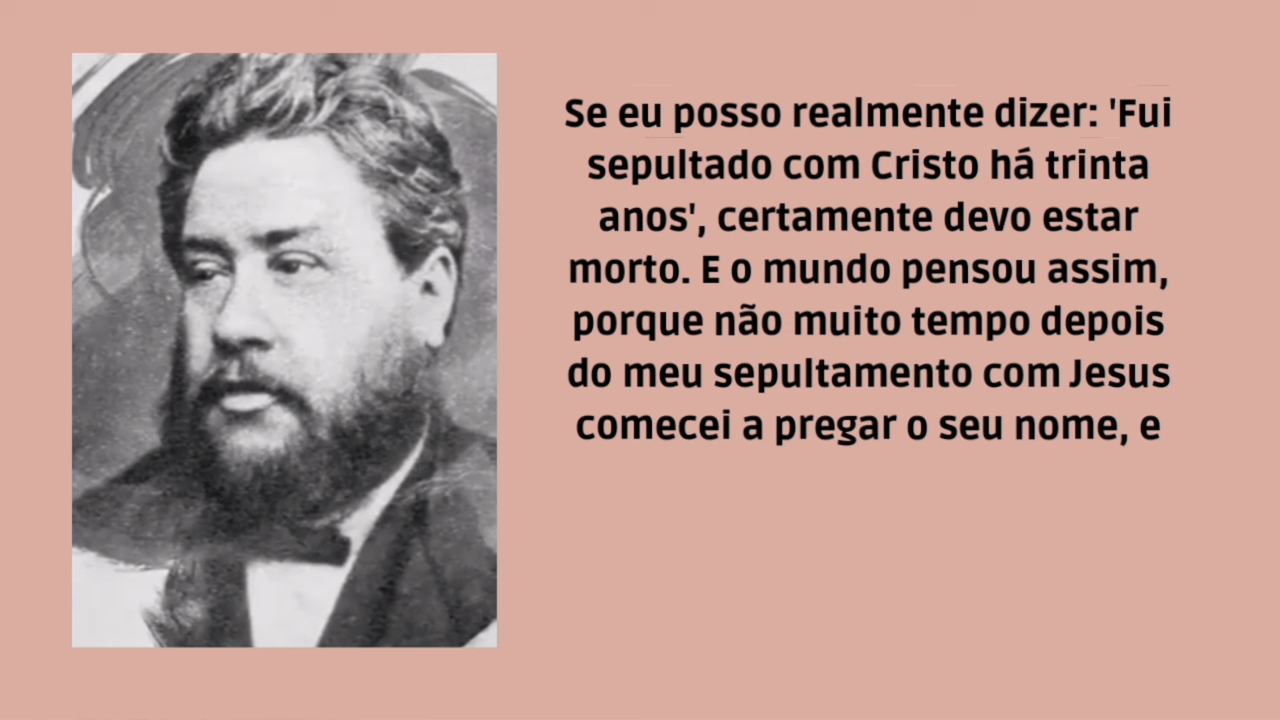 Se eu posso realmente dizer: 'Fui
sepultado com Cristo há trinta
anos', certamente devo estar
morto. E o mundo pensou assim,
porque não muito tempo depois
do meu sepultamento com Jesus
comecei a pregar o seu nome, e